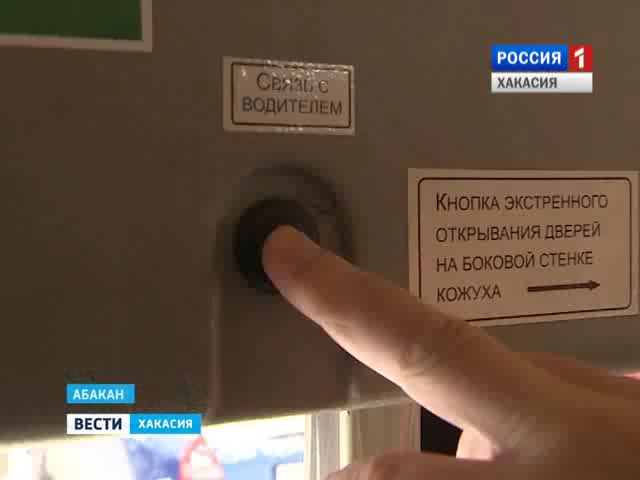 РОССИЯ 1
ХАКАСИЯ
СВЯЗЬ С
ВОДИТЕЛЕМ
КНОПКА ЭКСТРЕННОГО
ОТКРЫВАНИЯ ДВЕРЕЙ
НА БОКОВОЙ СТЕНКЕ
КОЖУХА
АБАКАН
ВЕСТИ ХАКАСИЯ